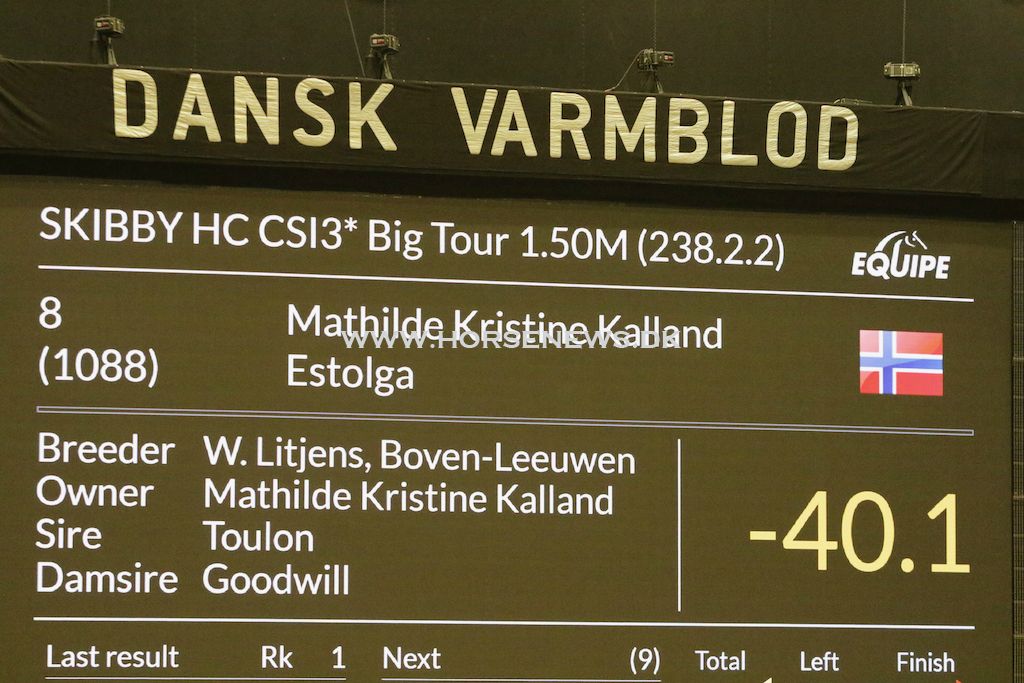 DANSK VARMBLOD
SKIBBY HC CSI3* Big Tour 1.50M (238.2.2)
EQUIPE
8
(1088)
Mathilde Kristine Kalland
WWW.HORSENEWS.DK
Estolga
Breeder W. Litjens, Boven-Leeuwen
Owner Mathilde Kristine Kalland
Sire Toulon
Damsire Goodwill
-40.1
Last result Rk 1 Next (9) Total Left Finish